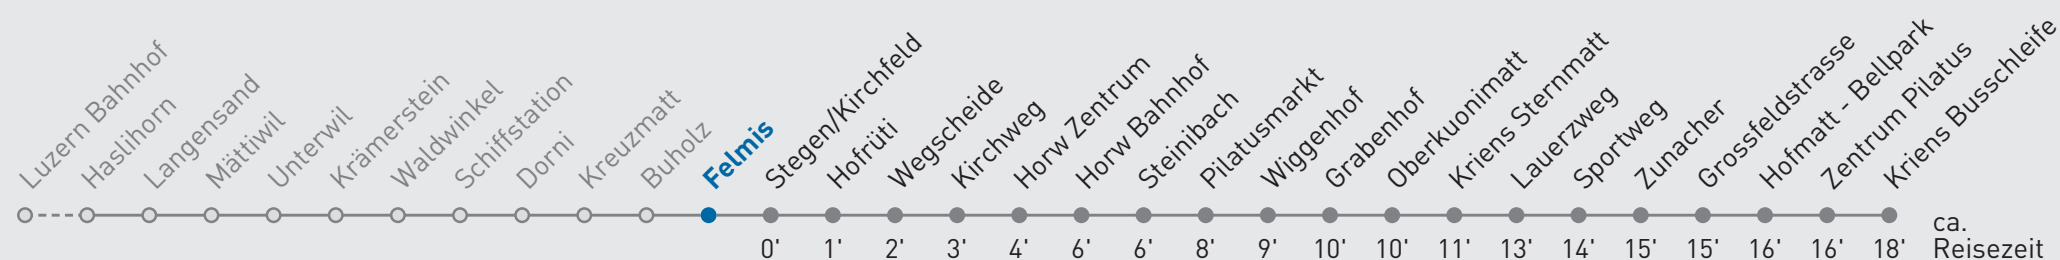 Luzern Bahnhof
Haslihorn
Langensand
Mättiwil
Unterwil
Krämerstein
Waldwinkel
Schiffstation
Dorni
Kreuzmatt
Buholz
Felmis
Stegen/Kirchfeld
Hofrüti
Wegscheide
Kirchweg
Horw Zentrum
Horw Bahnhof
Steinibach
Pilatusmarkt
Wiggenhof
Grabenhof
Oberkuonimatt
Kriens Sternmatt
Lauerzweg
Sportweg
Zunacher
Grossfeldstrasse
Hofmatt - Bellpark
Zentrum Pilatus
Kriens Busschleife
0' 1' 2' 3' 4' 6' 6' 8' 9' 10' 10' 11' 13' 14' 15' 15' 16' 16' 18'
ca.
Reisezeit